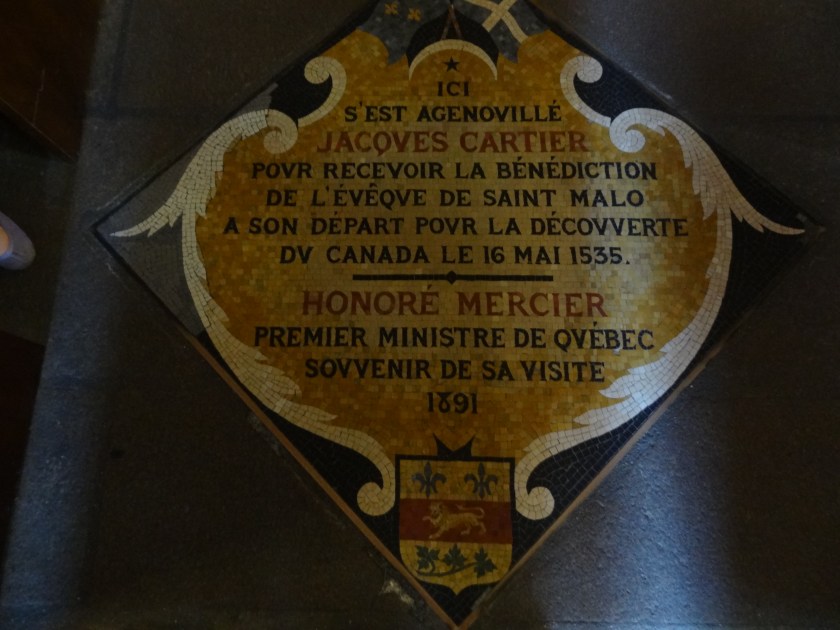 ICI
S'EST AGENOVILLÉ
JACQVES CARTIER
POVR RECEVOIR LA BÉNÉDICTION
DE L'ÉVÊQVE DE SAINT MALO
A SON DÉPART POVR LA DÉCOVVERTE
DV CANADA LE 16 MAI 1535.
HONORÉ MERCIER
PREMIER MINISTRE DE QVÉBEC
SOVVENIR DE SA VISITE
1891